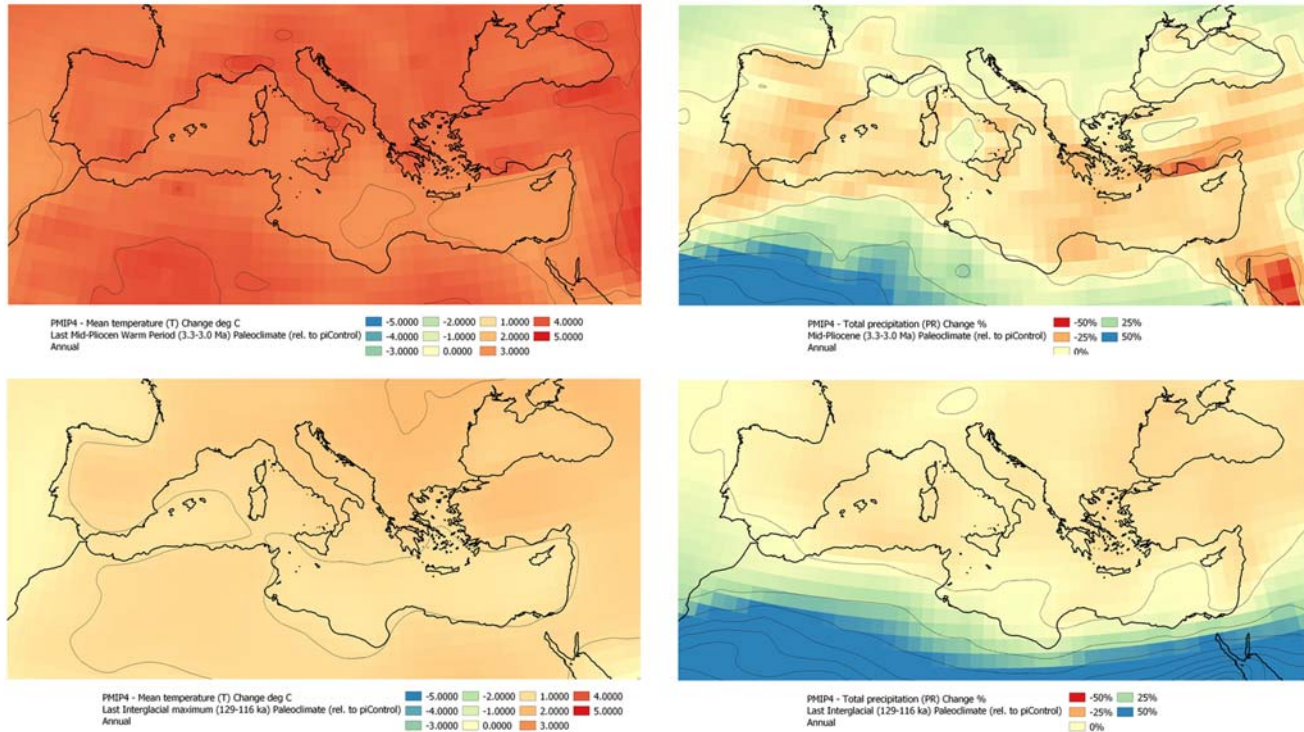 PMIP4 - Mean temperature (T) Change deg C
Last Mid-Pliocen Warm Period (3.3-3.0 Ma) Paleoclimate (rel. to piControl)
Annual
-5.0000 -2.0000 1.0000 4.0000
-4.0000 -1.0000 2.0000 5.0000
-3.0000 0.0000 3.0000
PMIP4 - Total precipitation (PR) Change %
Mid-Pliocene (3.3-3.0 Ma) Paleoclimate (rel. to piControl)
Annual
-50% 25%
-25% 50%
0%
PMIP4 - Mean temperature (T) Change deg C
Last Interglacial maximum (129-116 ka) Paleoclimate (rel. to piControl)
Annual
-5.0000 -2.0000 1.0000 4.0000
-4.0000 -1.0000 2.0000 5.0000
-3.0000 0.0000 3.0000
PMIP4 - Total precipitation (PR) Change %
Last Interglacial (129-116 ka) Paleoclimate (rel. to piControl)
Annual
-50% 25%
-25% 50%
0%